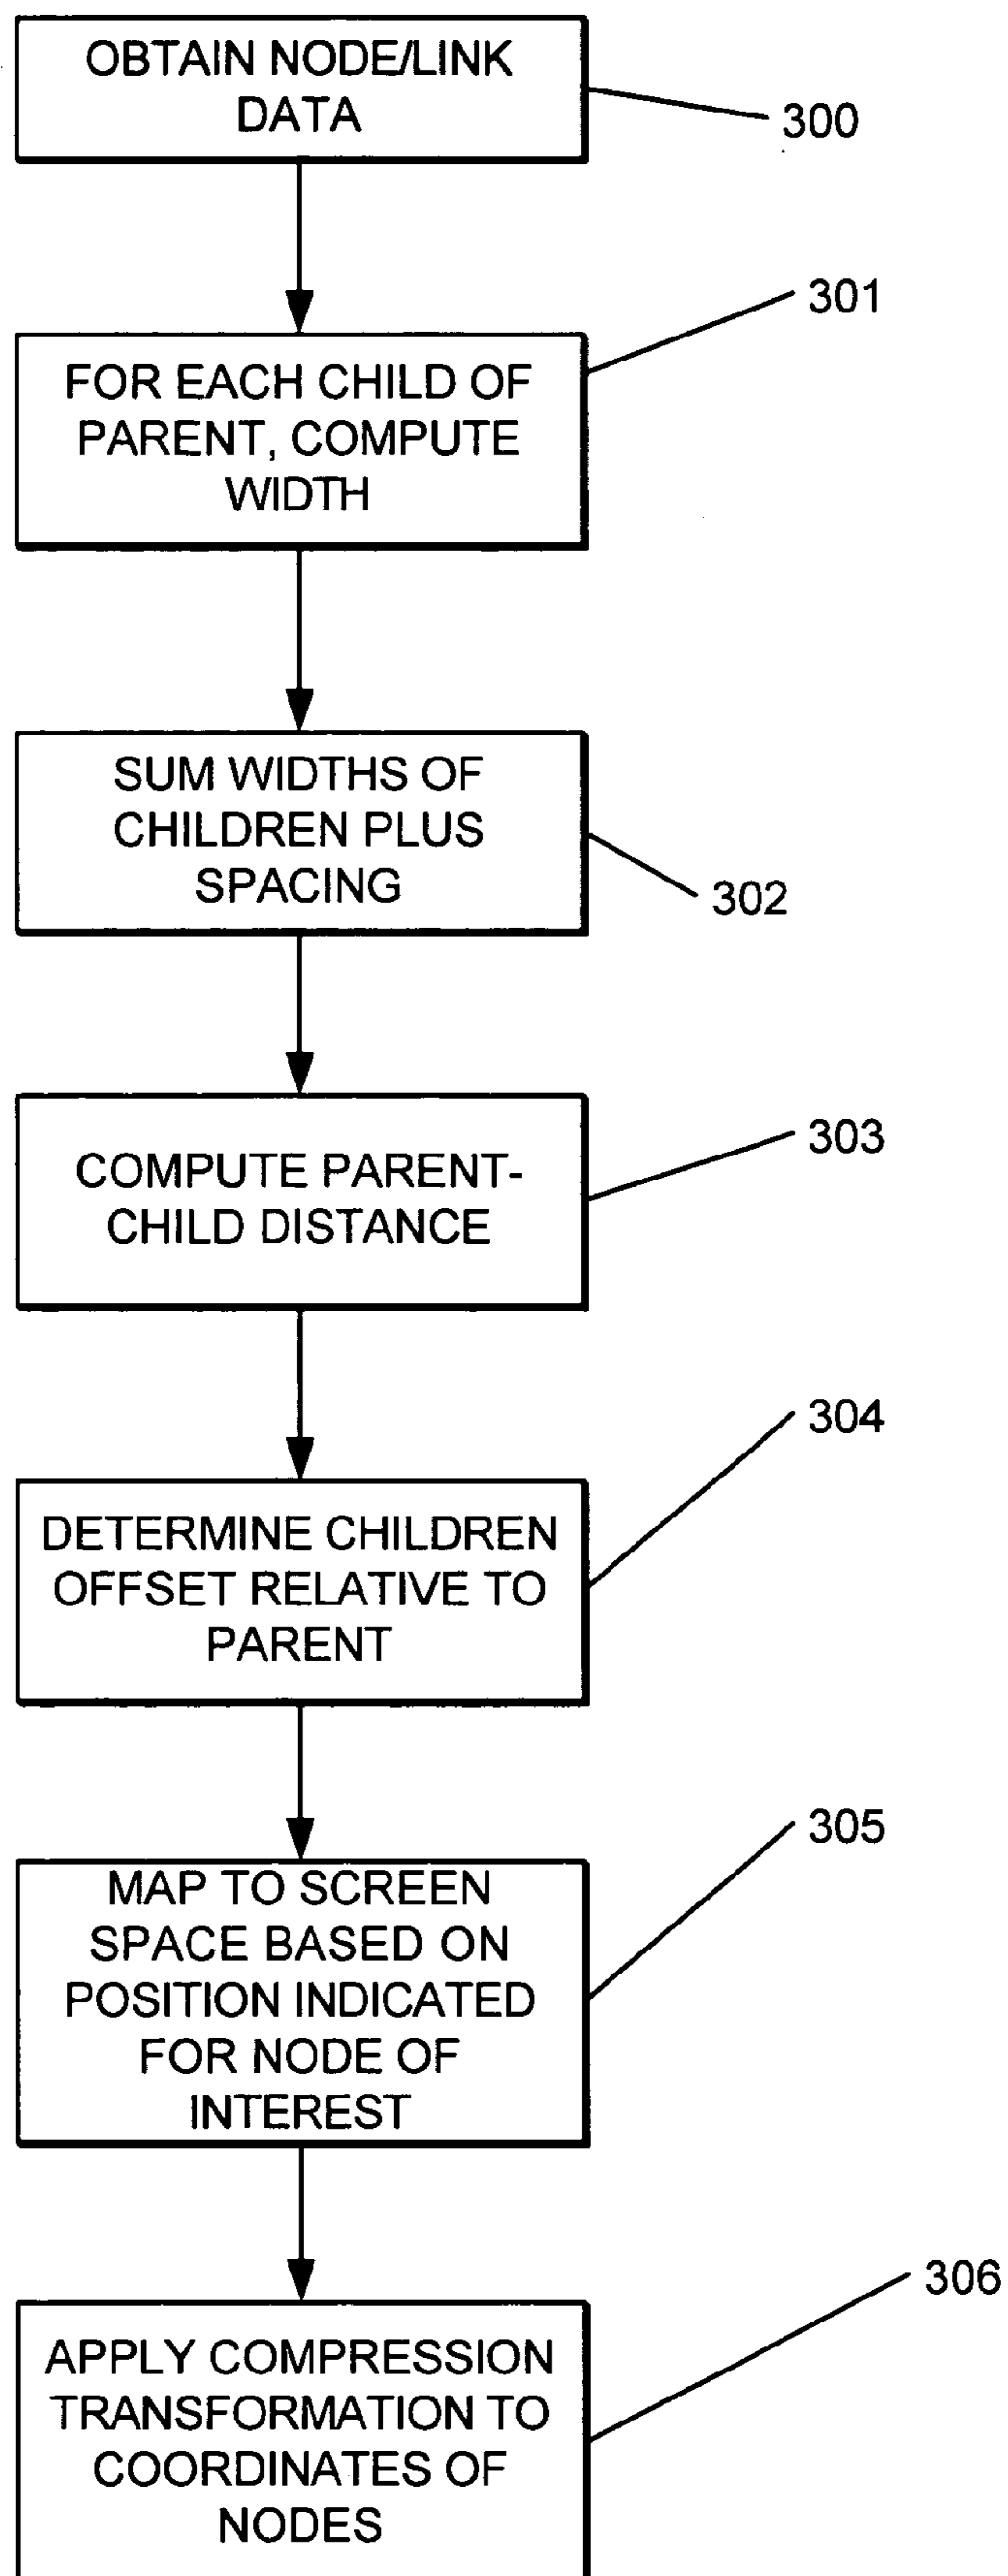 OBTAIN NODE/LINK
DATA
300
301
FOR EACH CHILD OF
PARENT, COMPUTE
WIDTH
SUM WIDTHS OF
CHILDREN PLUS
SPACING
302
COMPUTE PARENT-
CHILD DISTANCE
303
304
DETERMINE CHILDREN
OFFSET RELATIVE TO
PARENT
305
MAP TO SCREEN
SPACE BASED ON
POSITION INDICATED
FOR NODE OF
INTEREST
306
APPLY COMPRESSION
TRANSFORMATION TO
COORDINATES OF
NODES